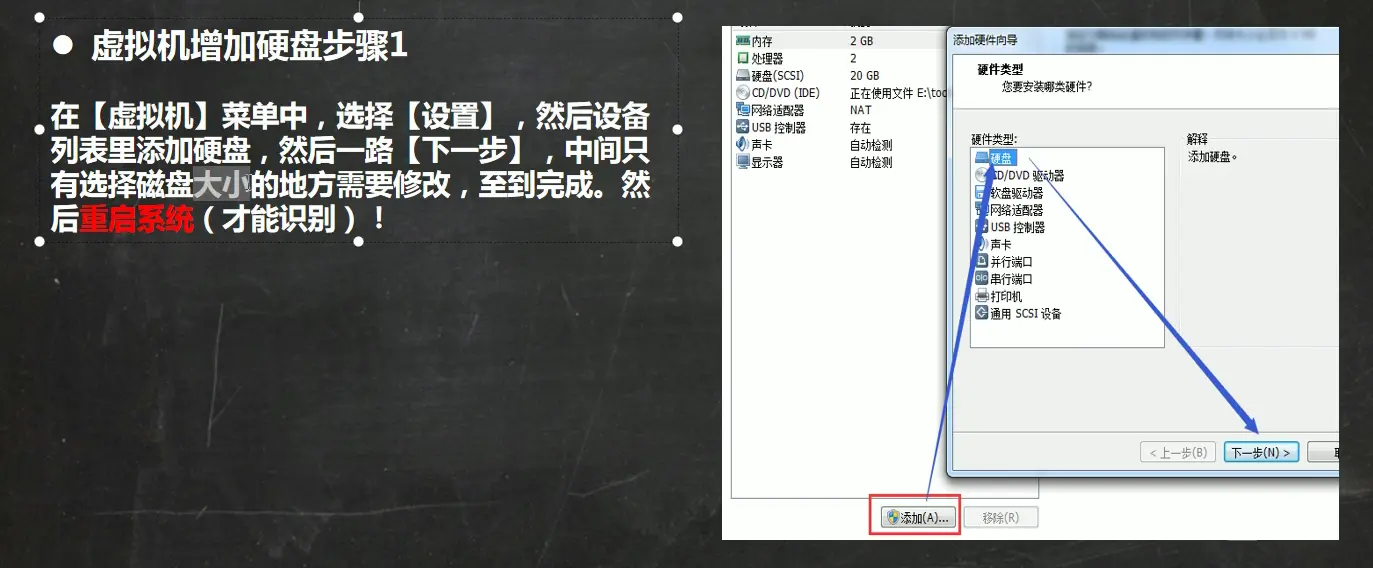 ● 虚拟机增加硬盘步骤1
在【虚拟机】菜单中，选择【设置】，然后设备
列表里添加硬盘，然后一路【下一步】，中间只
有选择磁盘大小的地方需要修改，至到完成。然
后重启系统（才能识别）！
内存 2 GB
处理器 2
硬盘(SCSI) 20 GB
CD/DVD (IDE) 正在使用文件 E:\too
网络适配器 NAT
USB 控制器 存在
声卡 自动检测
显示器 自动检测
添加(A)...
移除(R)
添加硬件向导
硬件类型
您要安装哪类硬件?
硬件类型:
硬盘
CD/DVD 驱动器
软盘驱动器
网络适配器
USB 控制器
声卡
并行端口
串行端口
打印机
通用 SCSI 设备
解释
添加硬盘。
< 上一步(B)
下一步(N) >